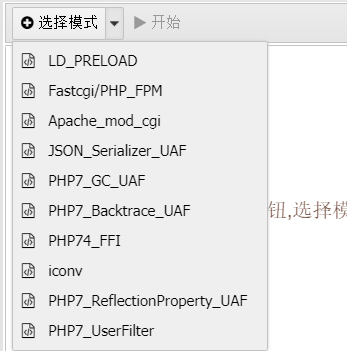 选择模式 开始
LD_PRELOAD
Fastcgi/PHP_FPM
Apache_mod_cgi
JSON_Serializer_UAF
PHP7_GC_UAF
PHP7_Backtrace_UAF
钮,选择模
PHP74_FFI
iconv
PHP7_ReflectionProperty_UAF
PHP7_UserFilter